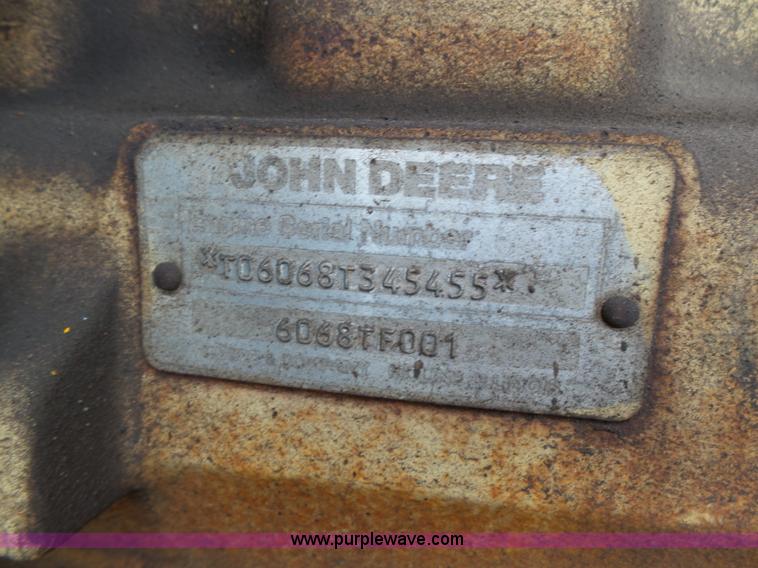 JOHN DEERE
Engine Serial Number
*T06068T345455*
6068TF001
www.purplewave.com